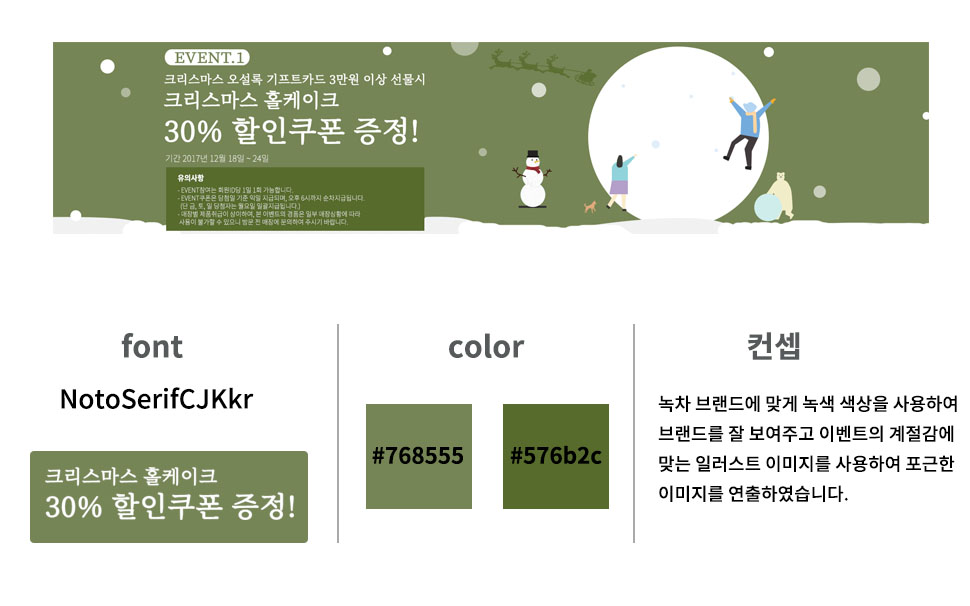 EVENT.1
크리스마스 오설록 기프트카드 3만원 이상 선물시
크리스마스 홀케이크
30% 할인쿠폰 증정!
기간 2017년 12월 18일 ~ 24일
유의사항
- EVENT참여는 회원ID당 1일 1회 가능합니다.
- EVENT쿠폰은 당첨일 기준 익일 지급되며, 오후 6시까지 순차지급됩니다.
(단 금, 토, 일 당첨자는 월요일 일괄지급됩니다.)
- 매장별 제품취급이 상이하며, 본 이벤트의 경품은 일부 매장상황에 따라
사용이 불가할 수 있으니 방문 전 매장에 문의하여 주시기 바랍니다.
font
NotoSerifCJKkr
크리스마스 홀케이크
30% 할인쿠폰 증정!
color
#768555
#576b2c
컨셉
녹차 브랜드에 맞게 녹색 색상을 사용하여
브랜드를 잘 보여주고 이벤트의 계절감에
맞는 일러스트 이미지를 사용하여 포근한
이미지를 연출하였습니다.